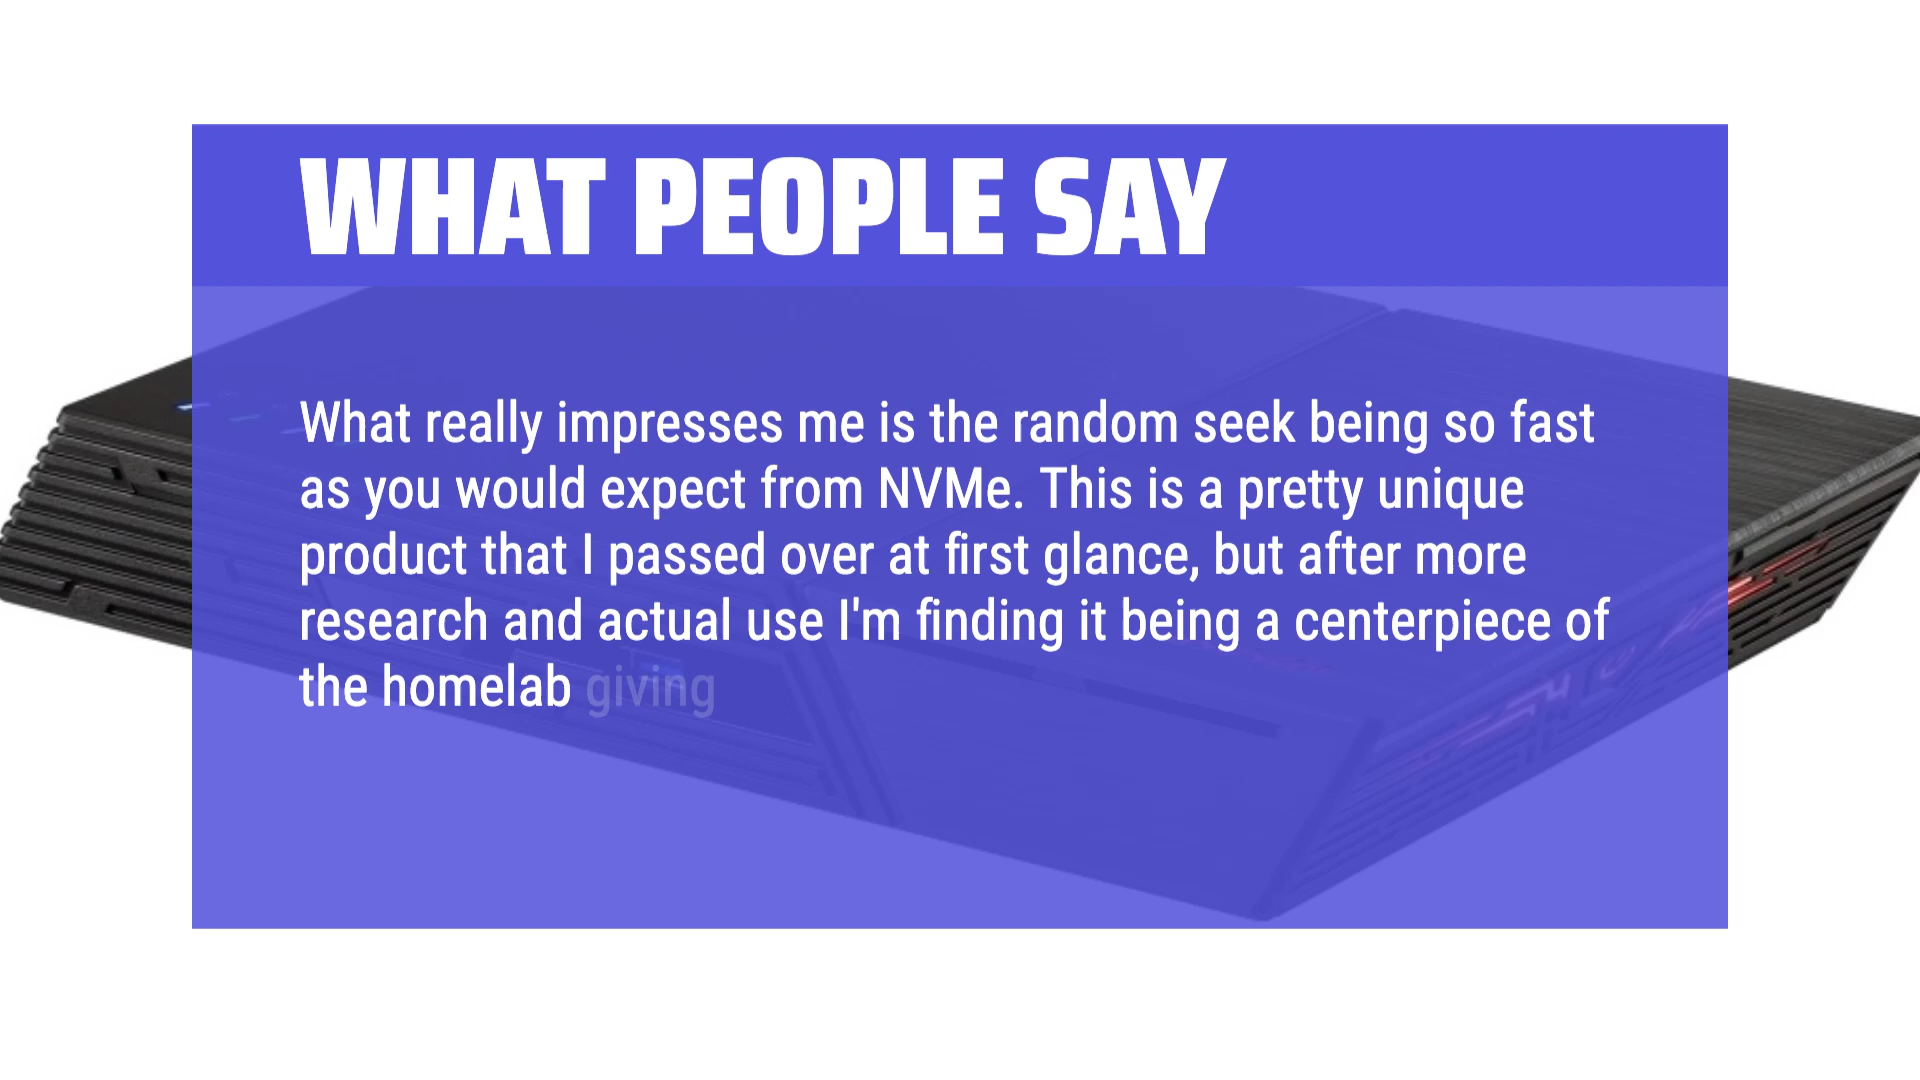 WHAT PEOPLE SAY
What really impresses me is the random seek being so fast
as you would expect from NVMe. This is a pretty unique
product that I passed over at first glance, but after more
research and actual use I'm finding it being a centerpiece of
the homelab giving